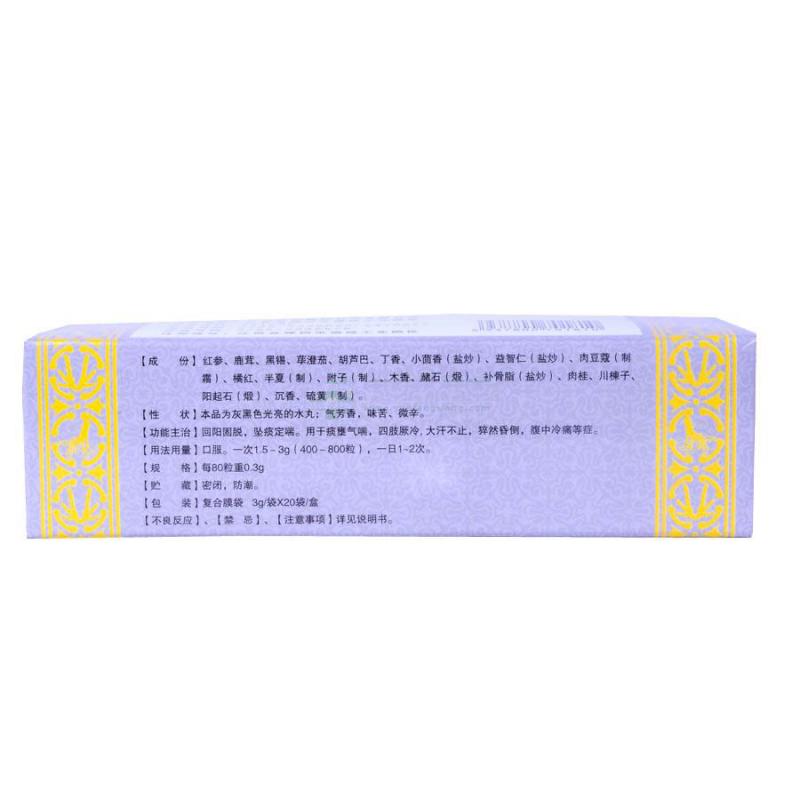 【成 份】红参、鹿茸、黑锡、荜澄茄、胡芦巴、丁香、小茴香（盐炒）、益智仁（盐炒）、肉豆蔻（制
霜）、橘红、半夏（制）、附子（制）、木香、赭石（煅）、补骨脂（盐炒）、肉桂、川楝子、
阳起石（煅）、沉香、硫黄（制）。
【性 状】本品为灰黑色光亮的水丸；气芳香，味苦、微辛。
【功能主治】回阳固脱，坠痰定喘。用于痰壅气喘，四肢厥冷，大汗不止，猝然昏倒，腹中冷痛等症。
【用法用量】口服。一次1.5－3g（400－800粒），一日1~2次。
【规 格】每80粒重0.3g
【贮 藏】密闭，防潮。
【包 装】复合膜袋 3g/袋X20袋/盒
【不良反应】、【禁 忌】、【注意事项】详见说明书。